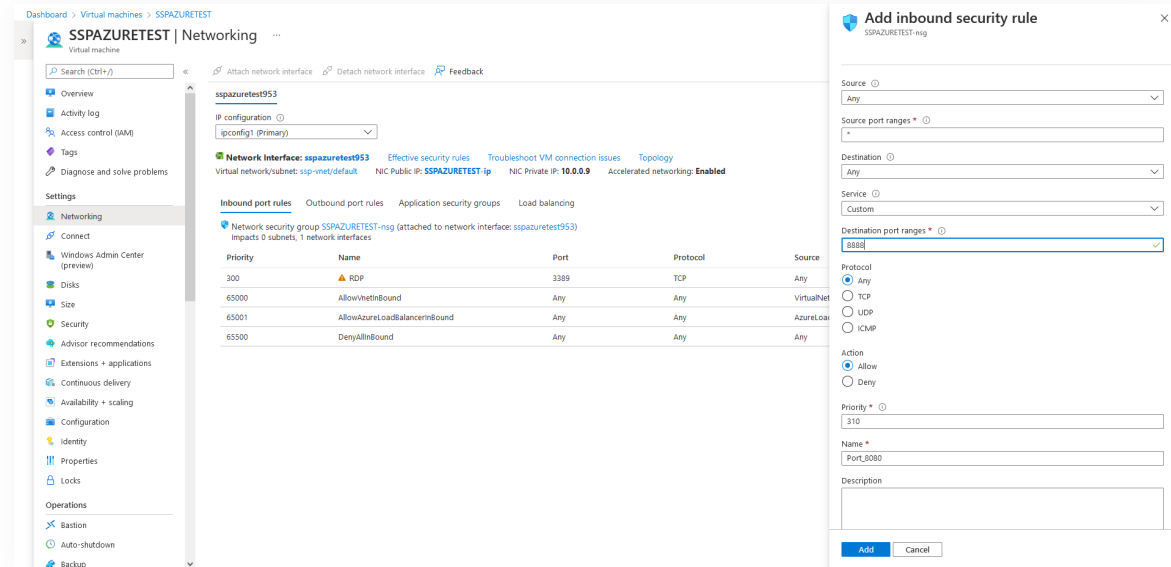 Dashboard > Virtual machines > SSPAZURETEST
SSPAZURETEST | Networking ...
Virtual machine
Search (Ctrl+/)
Overview
Activity log
Access control (IAM)
Tags
Diagnose and solve problems
Settings
Networking
Connect
Windows Admin Center
(preview)
Disks
Size
Security
Advisor recommendations
Extensions + applications
Continuous delivery
Availability + scaling
Configuration
Identity
Properties
Locks
Operations
Bastion
Auto-shutdown
Backup
Attach network interface Detach network interface Feedback
sspazuretest953
IP configuration
ipconfig1 (Primary)
Network Interface: sspazuretest953 Effective security rules Troubleshoot VM connection issues Topology
Virtual network/subnet: ssp-vnet/default NIC Public IP: SSPAZURETEST-ip NIC Private IP: 10.0.0.9 Accelerated networking: Enabled
Inbound port rules Outbound port rules Application security groups Load balancing
Network security group SSPAZURETEST-nsg (attached to network interface: sspazuretest953)
Impacts 0 subnets, 1 network interfaces
Priority Name Port Protocol Source
300 RDP 3389 TCP Any
65000 AllowVnetInBound Any Any VirtualNet
65001 AllowAzureLoadBalancerInBound Any Any AzureLoa
65500 DenyAllInBound Any Any Any
Add inbound security rule
SSPAZURETEST-nsg
Source
Any
Source port ranges *
*
Destination
Any
Service
Custom
Destination port ranges *
8888
Protocol
Any
TCP
UDP
ICMP
Action
Allow
Deny
Priority *
310
Name *
Port_8080
Description
Add Cancel